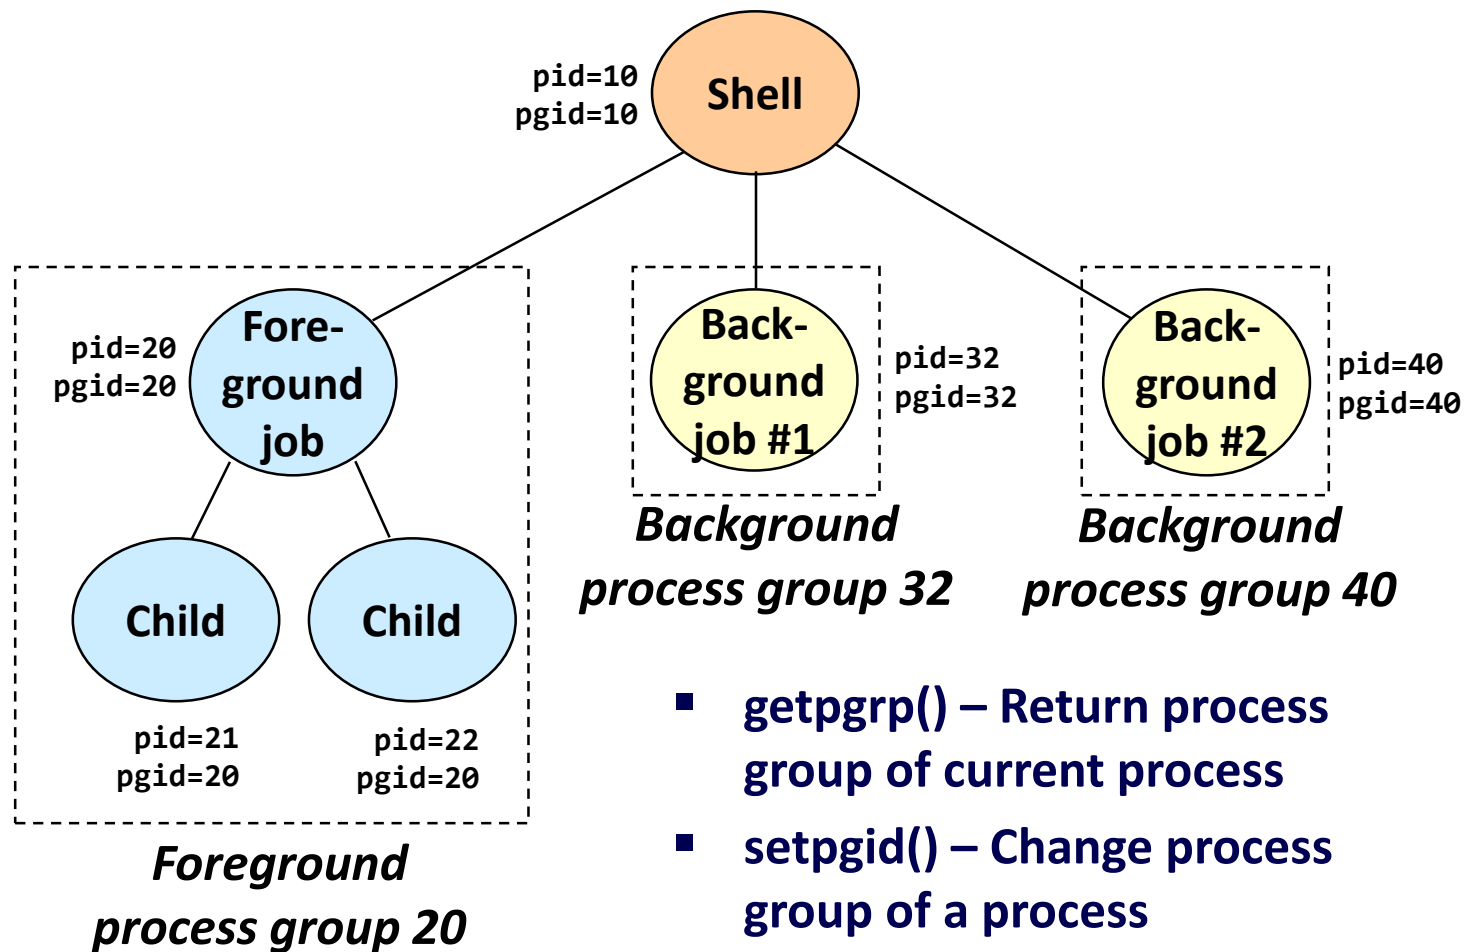 pid=10
pgid=10
Shell
pid=20
pgid=20
Fore-
ground
job
Back-
ground
job #1
pid=32
pgid=32
Back-
ground
job #2
pid=40
pgid=40
Background
process group 32
Background
process group 40
Child
Child
pid=21
pgid=20
pid=22
pgid=20
Foreground
process group 20
▪ getpgrp() – Return process
group of current process
▪ setpgid() – Change process
group of a process